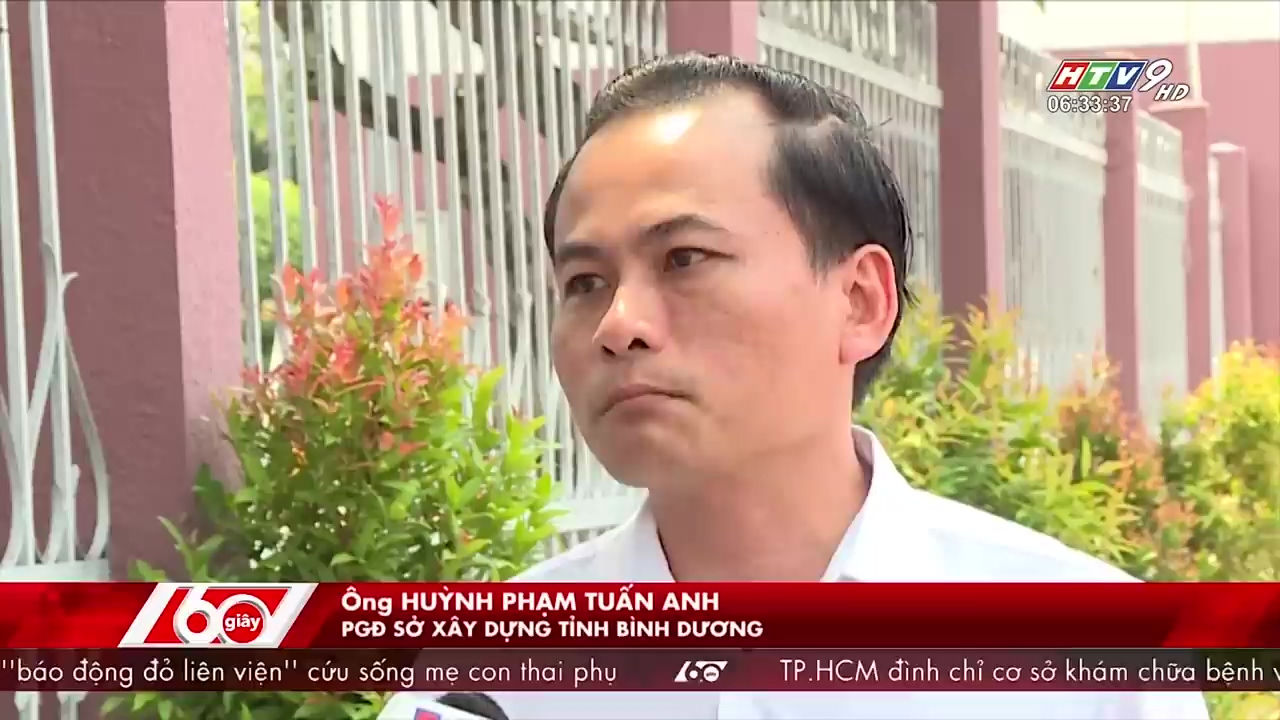 HTV9 HD
06:33:37
60 giây
Ông HUỲNH PHẠM TUẤN ANH
PGĐ SỞ XÂY DỰNG TỈNH BÌNH DƯƠNG
"báo động đỏ liên viện" cứu sống mẹ con thai phụ 60 giây TP.HCM đình chỉ cơ sở khám chữa bệnh